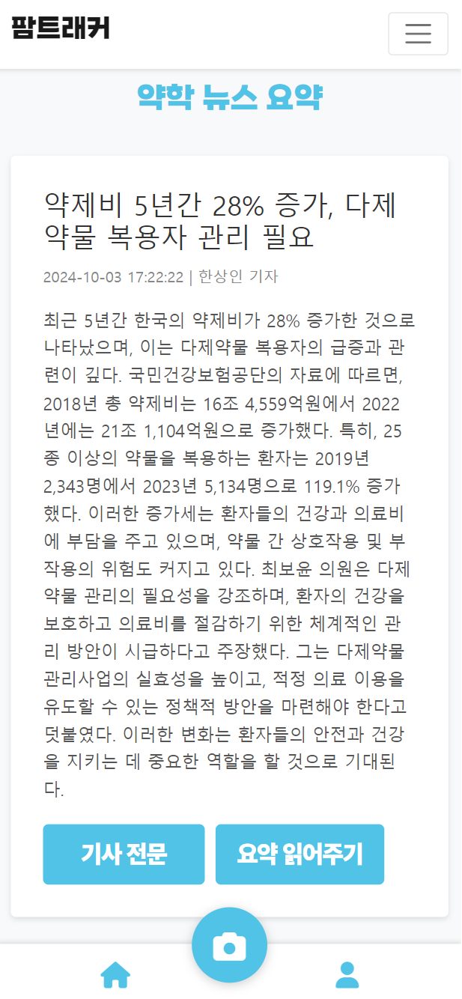 팜트래커
약학 뉴스 요약
약제비 5년간 28% 증가, 다제
약물 복용자 관리 필요
2024-10-03 17:22:22 | 한상인 기자
최근 5년간 한국의 약제비가 28% 증가한 것으로
나타났으며, 이는 다제약물 복용자의 급증과 관
련이 깊다. 국민건강보험공단의 자료에 따르면,
2018년 총 약제비는 16조 4,559억원에서 2022
년에는 21조 1,104억원으로 증가했다. 특히, 25
종 이상의 약물을 복용하는 환자는 2019년
2,343명에서 2023년 5,134명으로 119.1% 증가
했다. 이러한 증가세는 환자들의 건강과 의료비
에 부담을 주고 있으며, 약물 간 상호작용 및 부
작용의 위험도 커지고 있다. 최보윤 의원은 다제
약물 관리의 필요성을 강조하며, 환자의 건강을
보호하고 의료비를 절감하기 위한 체계적인 관
리 방안이 시급하다고 주장했다. 그는 다제약물
관리사업의 실효성을 높이고, 적정 의료 이용을
유도할 수 있는 정책적 방안을 마련해야 한다고
덧붙였다. 이러한 변화는 환자들의 안전과 건강
을 지키는 데 중요한 역할을 할 것으로 기대된
다.
기사 전문 요약 읽어주기